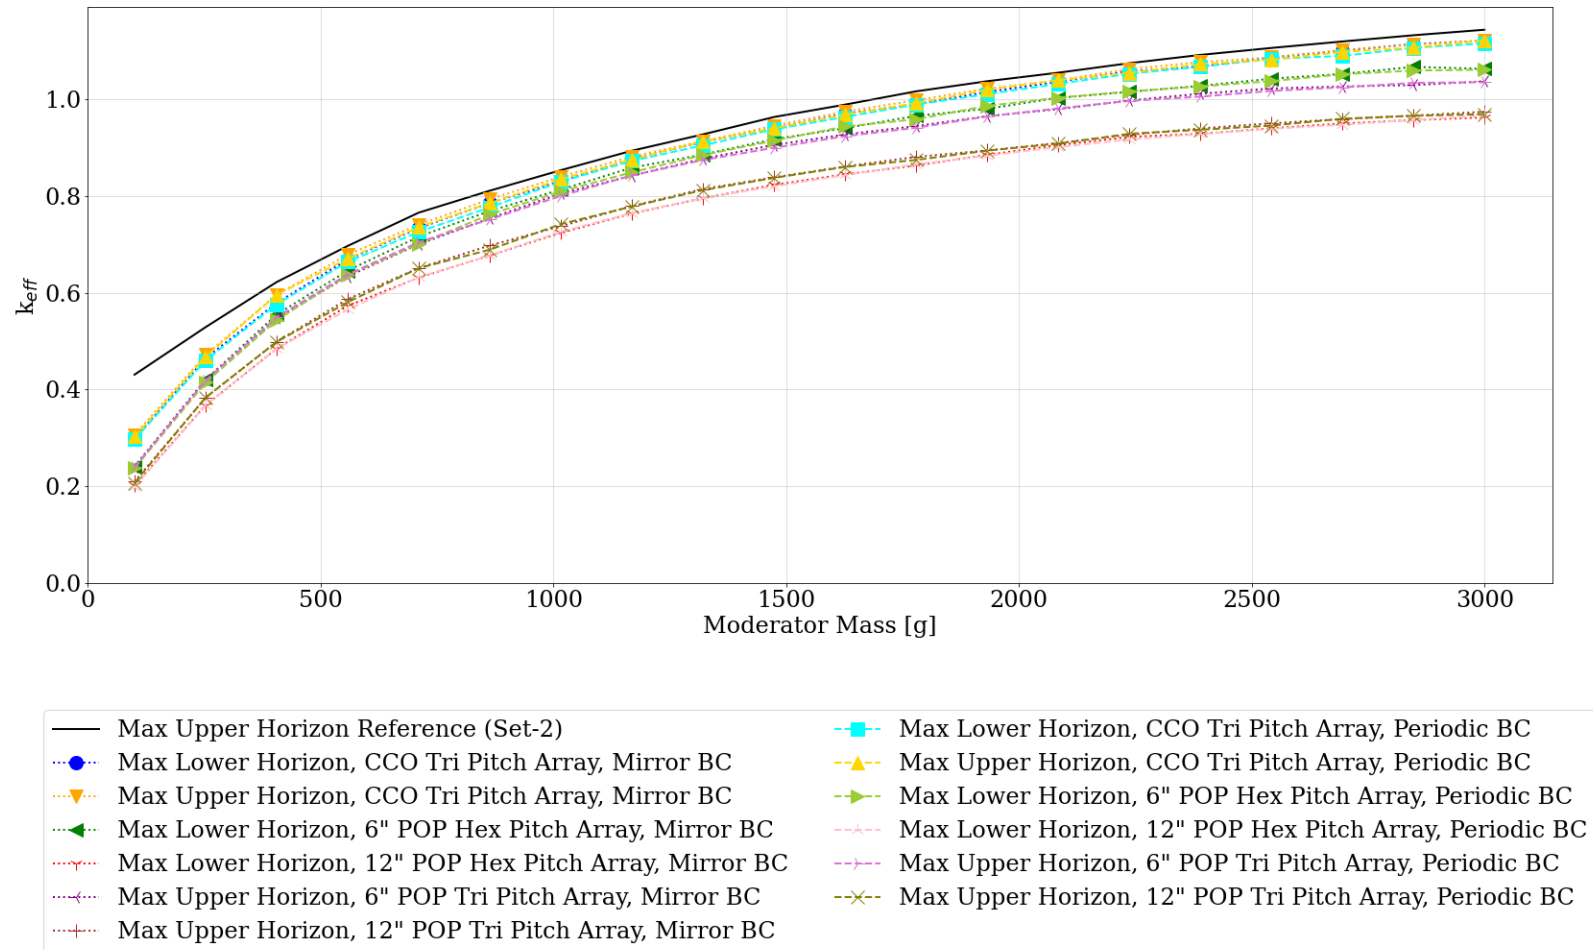 1.0
0.8
0.6
0.4
0.2
0.0
k_eff
0 500 1000 1500 2000 2500 3000
Moderator Mass [g]
Max Upper Horizon Reference (Set-2)
Max Lower Horizon, CCO Tri Pitch Array, Mirror BC
Max Upper Horizon, CCO Tri Pitch Array, Mirror BC
Max Lower Horizon, 6" POP Hex Pitch Array, Mirror BC
Max Lower Horizon, 12" POP Hex Pitch Array, Mirror BC
Max Upper Horizon, 6" POP Tri Pitch Array, Mirror BC
Max Upper Horizon, 12" POP Tri Pitch Array, Mirror BC
Max Lower Horizon, CCO Tri Pitch Array, Periodic BC
Max Upper Horizon, CCO Tri Pitch Array, Periodic BC
Max Lower Horizon, 6" POP Hex Pitch Array, Periodic BC
Max Lower Horizon, 12" POP Hex Pitch Array, Periodic BC
Max Upper Horizon, 6" POP Tri Pitch Array, Periodic BC
Max Upper Horizon, 12" POP Tri Pitch Array, Periodic BC